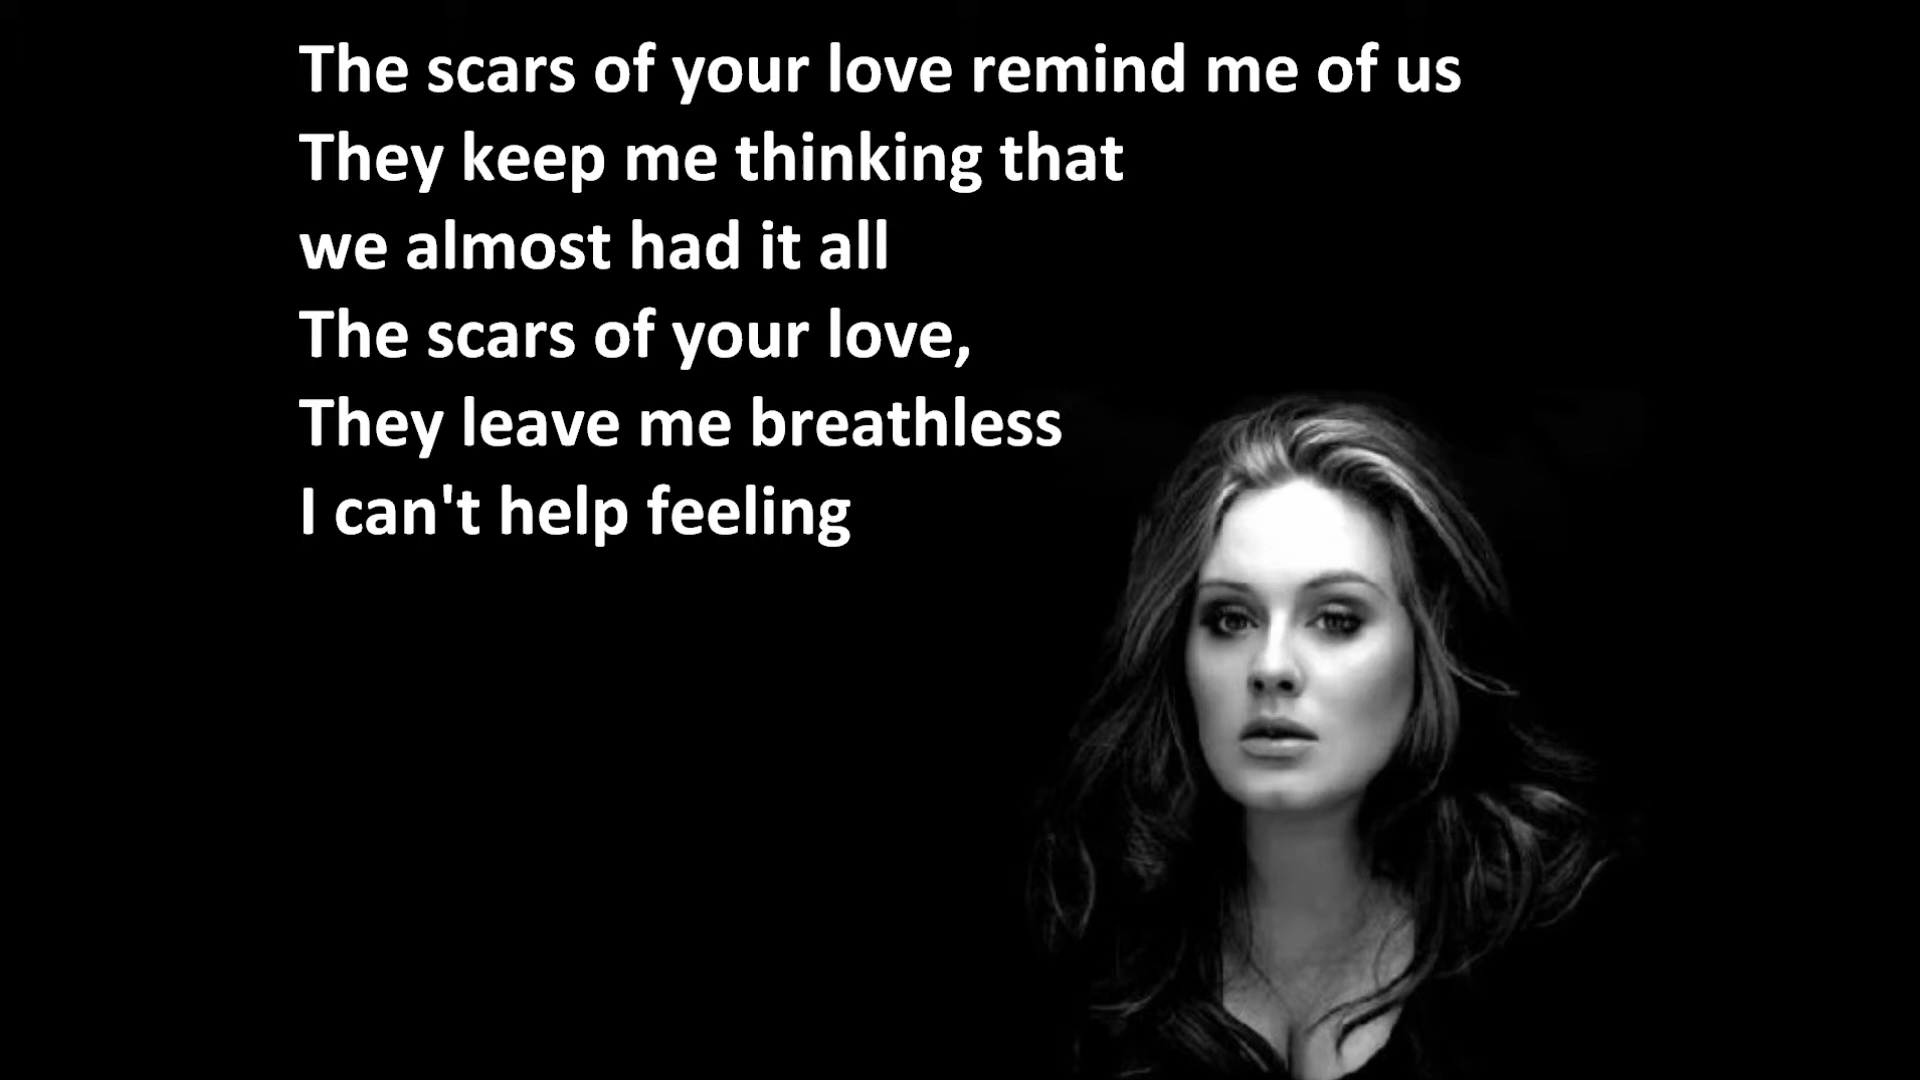 The scars of your love remind me of us
They keep me thinking that
we almost had it all
The scars of your love,
They leave me breathless
I can't help feeling